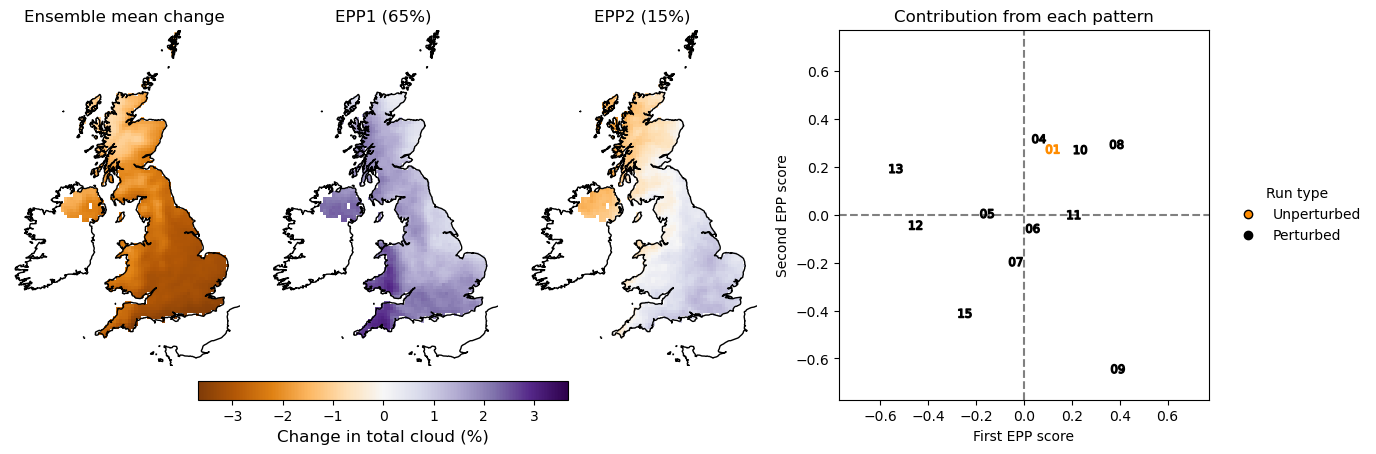 Ensemble mean change
EPP1 (65%)
EPP2 (15%)
Contribution from each pattern
−3 −2 −1 0 1 2 3
Change in total cloud (%)
Second EPP score
0.6
0.4
0.2
0.0
−0.2
−0.4
−0.6
04
01
10
08
13
05
11
12
06
07
15
09
−0.6 −0.4 −0.2 0.0 0.2 0.4 0.6
First EPP score
Run type
Unperturbed
Perturbed